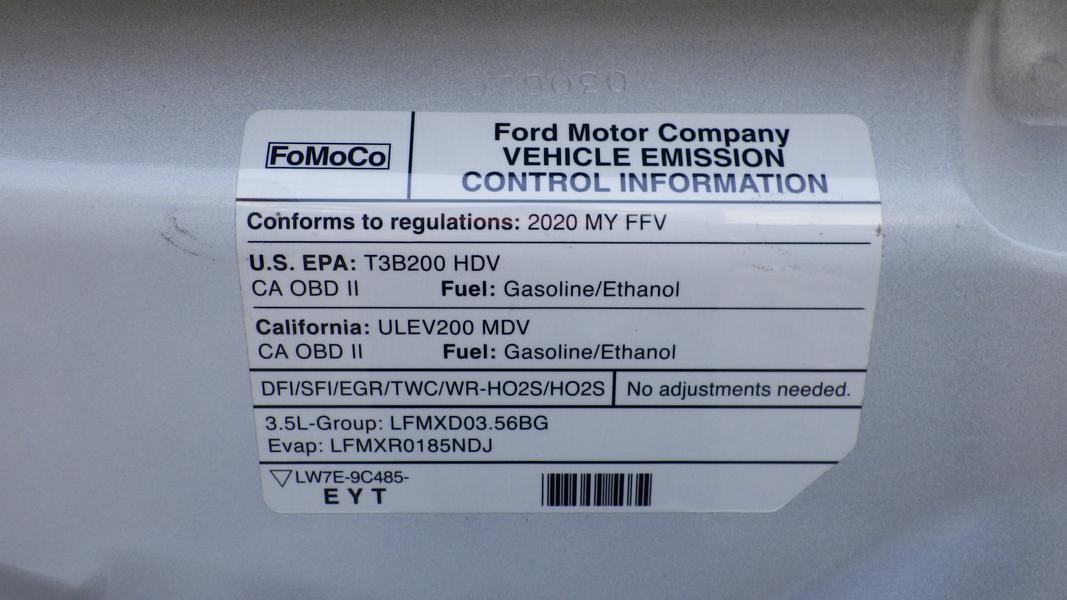 FoMoCo
Ford Motor Company
VEHICLE EMISSION
CONTROL INFORMATION
Conforms to regulations: 2020 MY FFV
U.S. EPA: T3B200 HDV
CA OBD II Fuel: Gasoline/Ethanol
California: ULEV200 MDV
CA OBD II Fuel: Gasoline/Ethanol
DFI/SFI/EGR/TWC/WR-HO2S/HO2S
No adjustments needed.
3.5L-Group: LFMXD03.56BG
Evap: LFMXR0185NDJ
LW7E-9C485-
E Y T